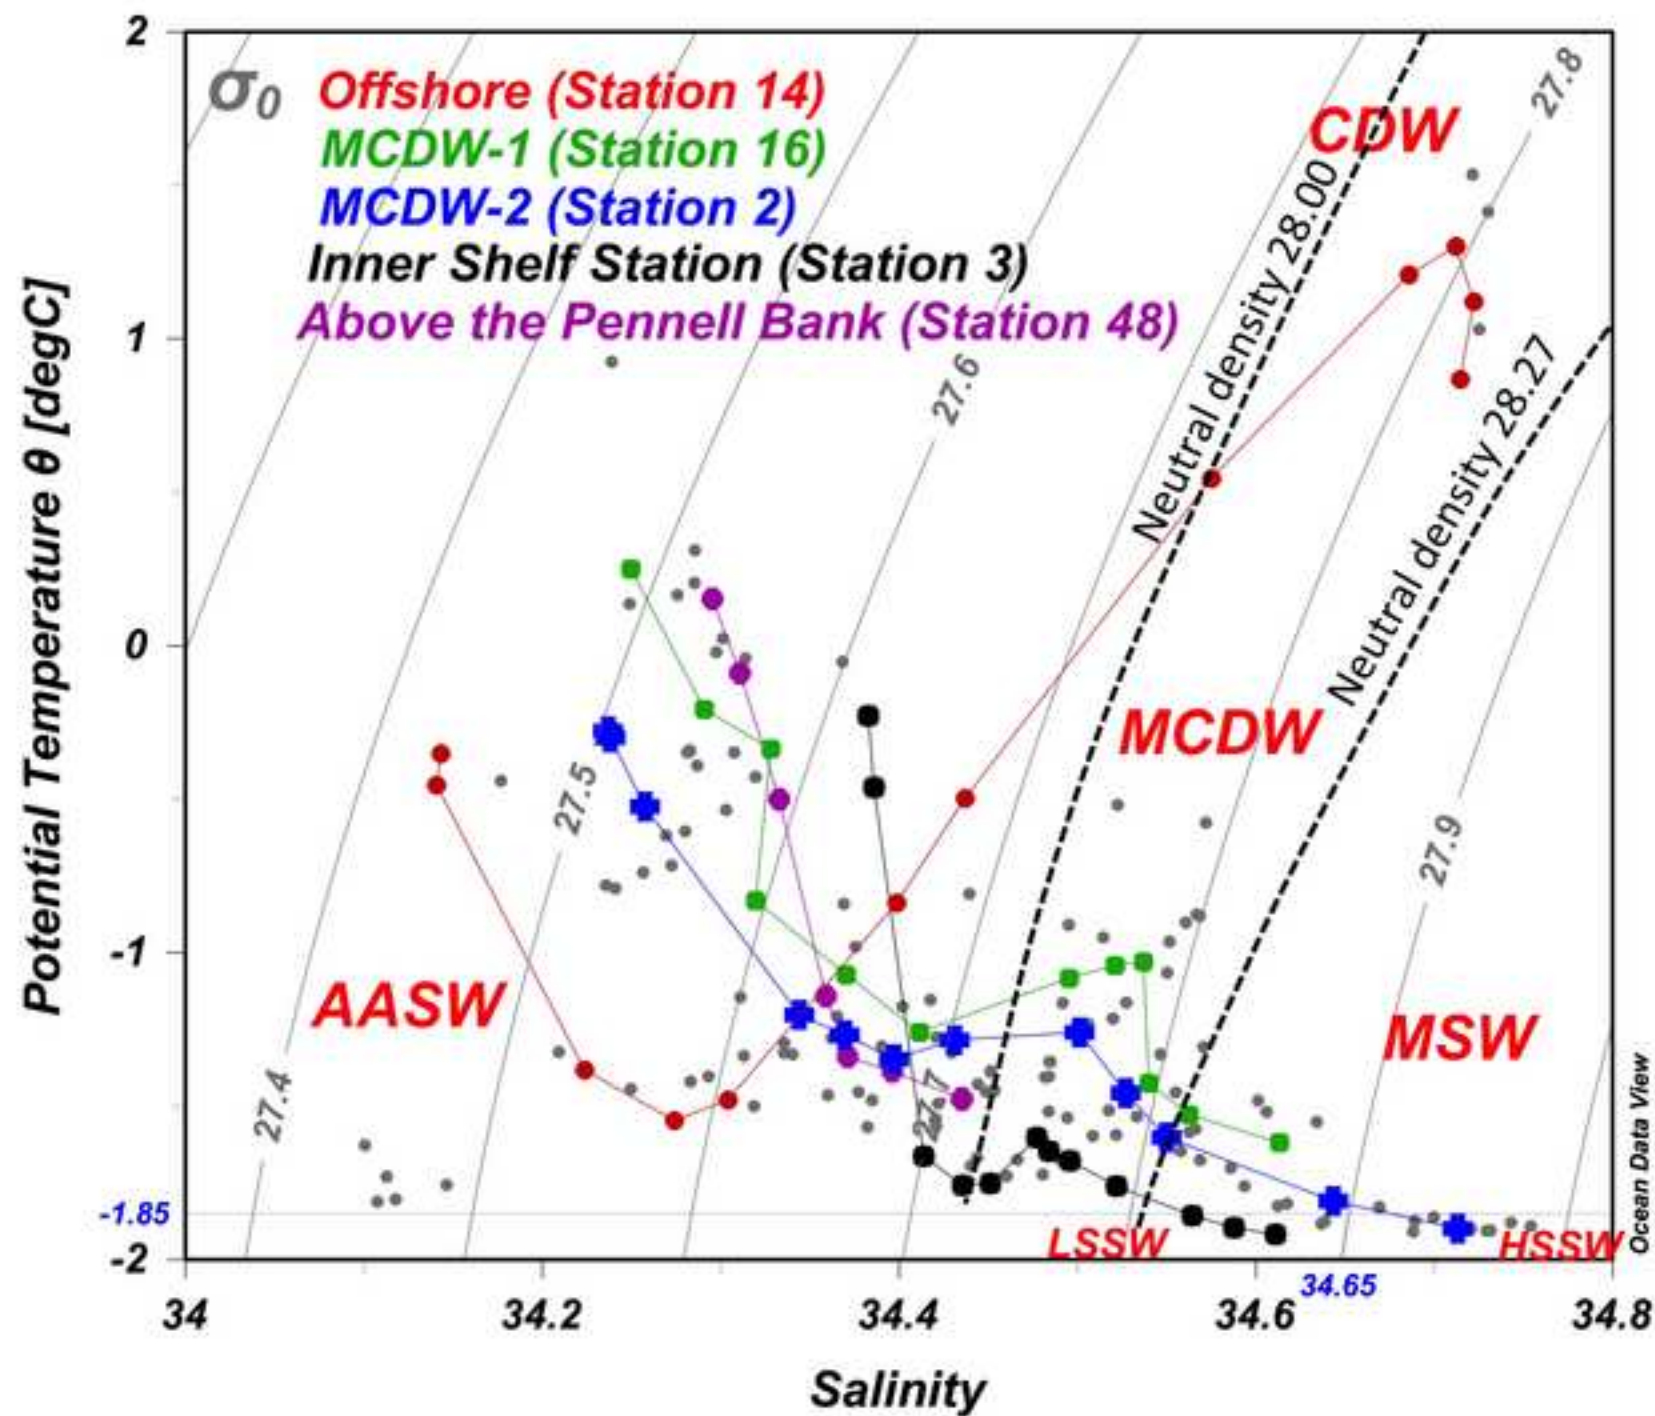 2
σ0 Offshore (Station 14)
MCDW-1 (Station 16)
MCDW-2 (Station 2)
Inner Shelf Station (Station 3)
Above the Pennell Bank (Station 48)
CDW
27.8
Neutral density 28.00
27.6
Neutral density 28.27
1
0
27.5
MCDW
27.9
-1
AASW
MSW
27.4
27.7
-1.85
LSSW
HSSW
-2
34
34.2
34.4
34.6
34.65
34.8
Salinity
Potential Temperature θ [degC]
Ocean Data View